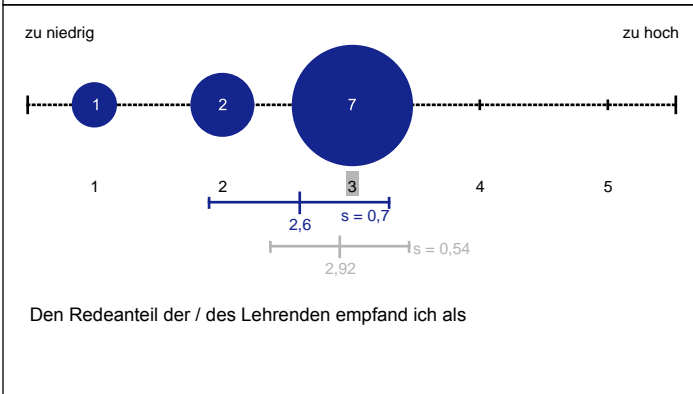 zu niedrig zu hoch
1 2 7
1 2 3 4 5
2,6 s = 0,7
2,92 s = 0,54
Den Redeanteil der / des Lehrenden empfand ich als